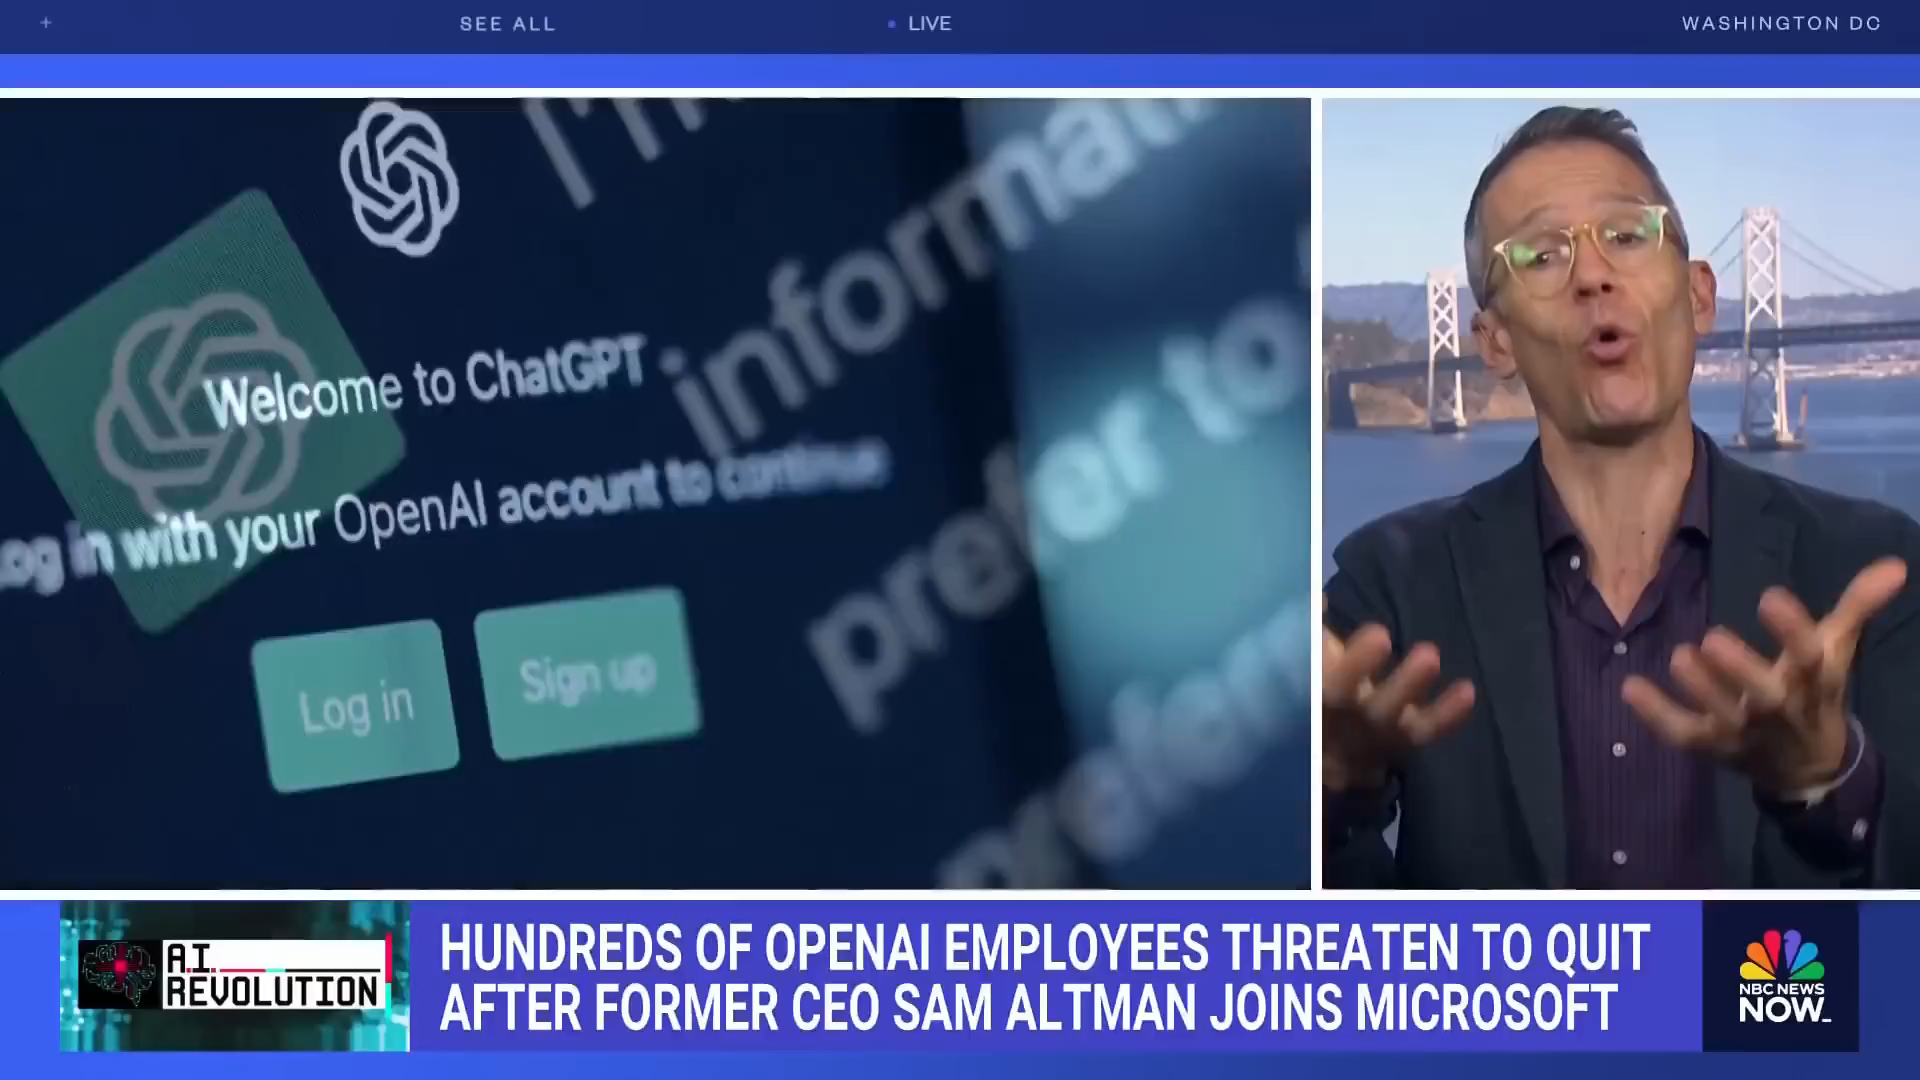 SEE ALL
LIVE
WASHINGTON DC
informati
prefer to
Welcome to ChatGPT
Log in with your OpenAI account to continue
Log in
Sign up
A.I.
REVOLUTION
HUNDREDS OF OPENAI EMPLOYEES THREATEN TO QUIT
AFTER FORMER CEO SAM ALTMAN JOINS MICROSOFT
NBC NEWS
NOW